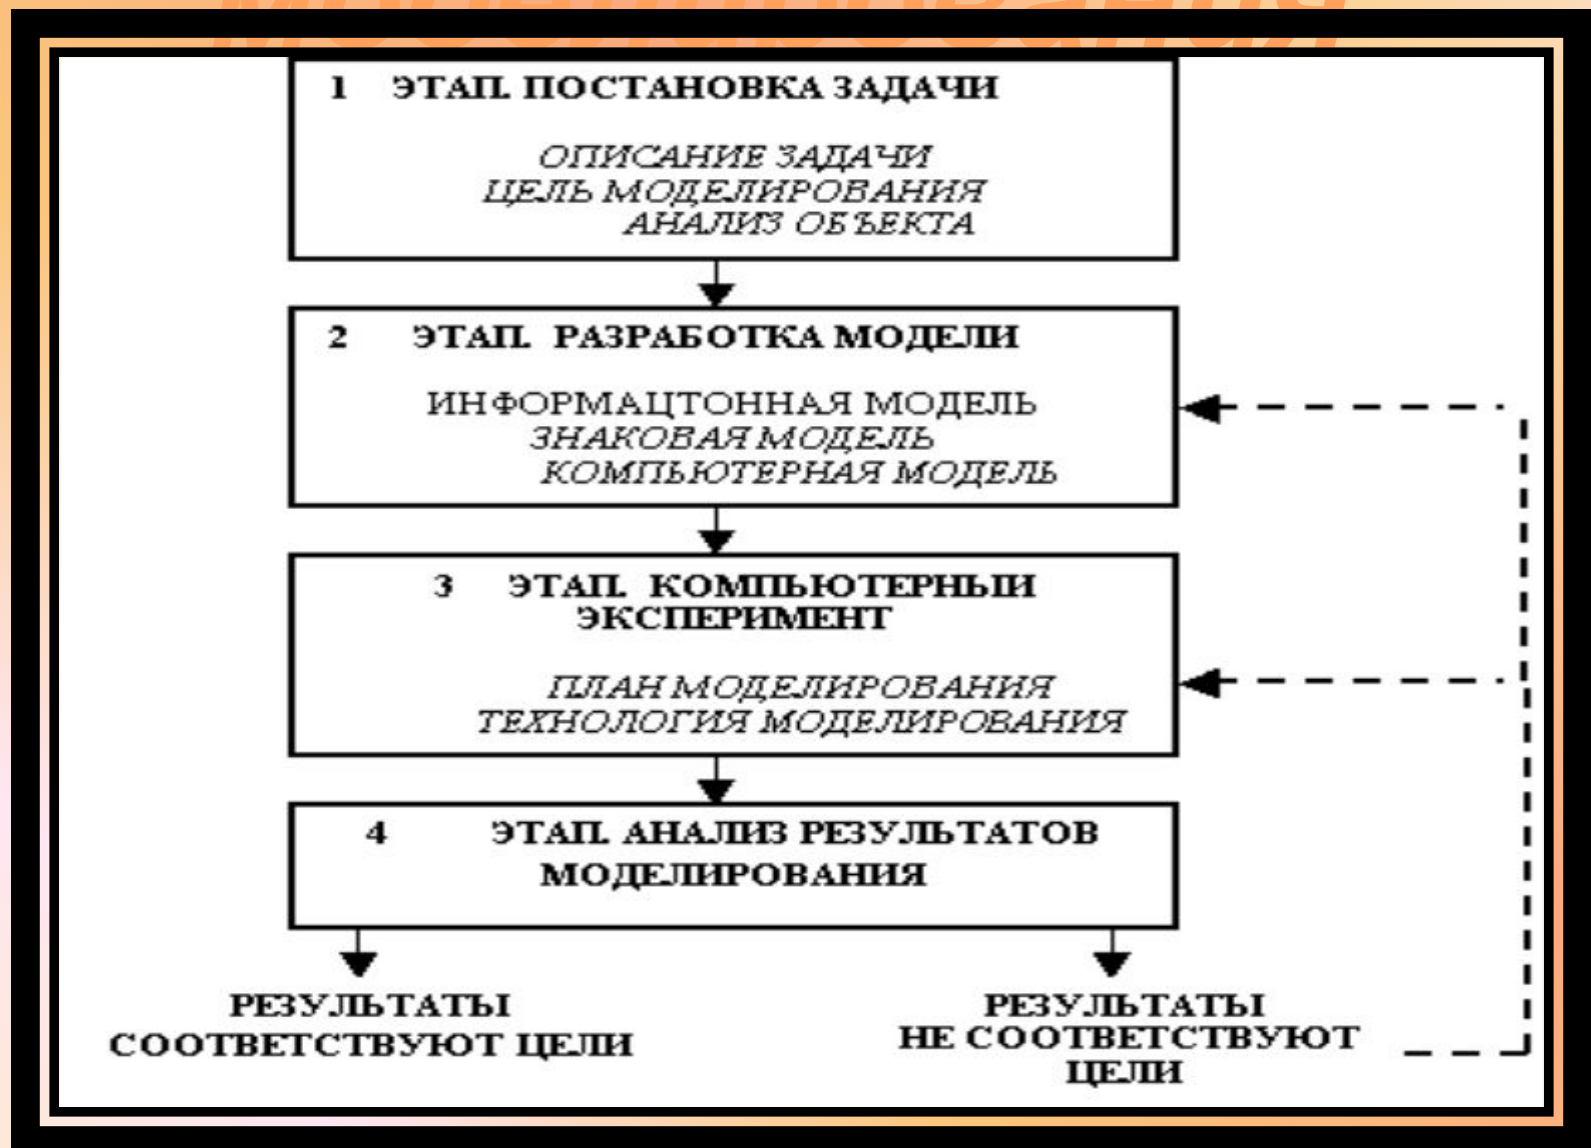 моделирования
1 ЭТАП. ПОСТАНОВКА ЗАДАЧИ
ОПИСАНИЕ ЗАДАЧИ
ЦЕЛЬ МОДЕЛИРОВАНИЯ
АНАЛИЗ ОБЪЕКТА
2 ЭТАП. РАЗРАБОТКА МОДЕЛИ
ИНФОРМАЦТОННАЯ МОДЕЛЬ
ЗНАКОВАЯ МОДЕЛЬ
КОМПЬЮТЕРНАЯ МОДЕЛЬ
3 ЭТАП. КОМПЬЮТЕРНЫЙ
ЭКСПЕРИМЕНТ
ПЛАН МОДЕЛИРОВАНИЯ
ТЕХНОЛОГИЯ МОДЕЛИРОВАНИЯ
4 ЭТАП. АНАЛИЗ РЕЗУЛЬТАТОВ
МОДЕЛИРОВАНИЯ
РЕЗУЛЬТАТЫ
СООТВЕТСТВУЮТ ЦЕЛИ
РЕЗУЛЬТАТЫ
НЕ СООТВЕТСТВУЮТ
ЦЕЛИ